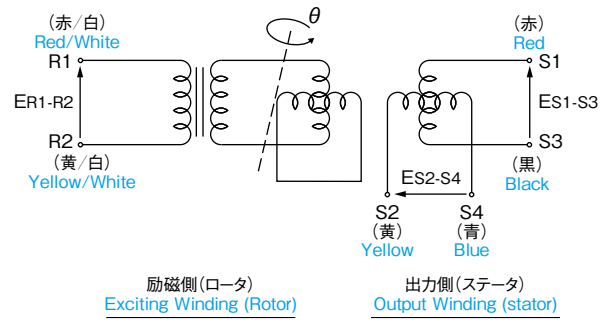 (赤/白)
Red/White
R1
ER1-R2
R2
(黄/白)
Yellow/White
θ
(赤)
Red
S1
ES1-S3
S3
(黒)
Black
ES2-S4
S2
(黄)
Yellow
S4
(青)
Blue
励磁側(ロータ)
Exciting Winding (Rotor)
出力側(ステータ)
Output Winding (stator)